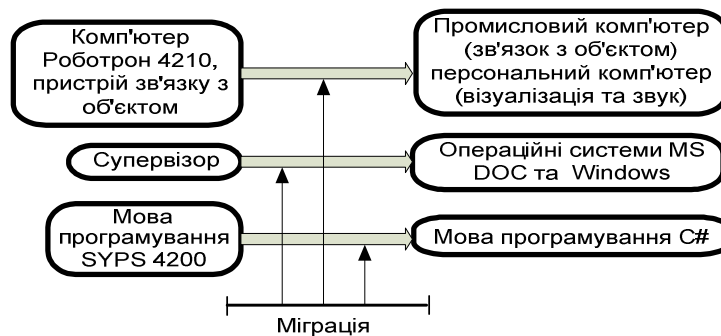 Комп'ютер
Роботрон 4210,
пристрій зв'язку з
об'єктом
Промисловий комп'ютер
(зв'язок з об'єктом)
персональний комп'ютер
(візуалізація та звук)
Супервізор
Операційні системи MS
DOC та Windows
Мова
програмування
SYPS 4200
Мова програмування C#
Міграція